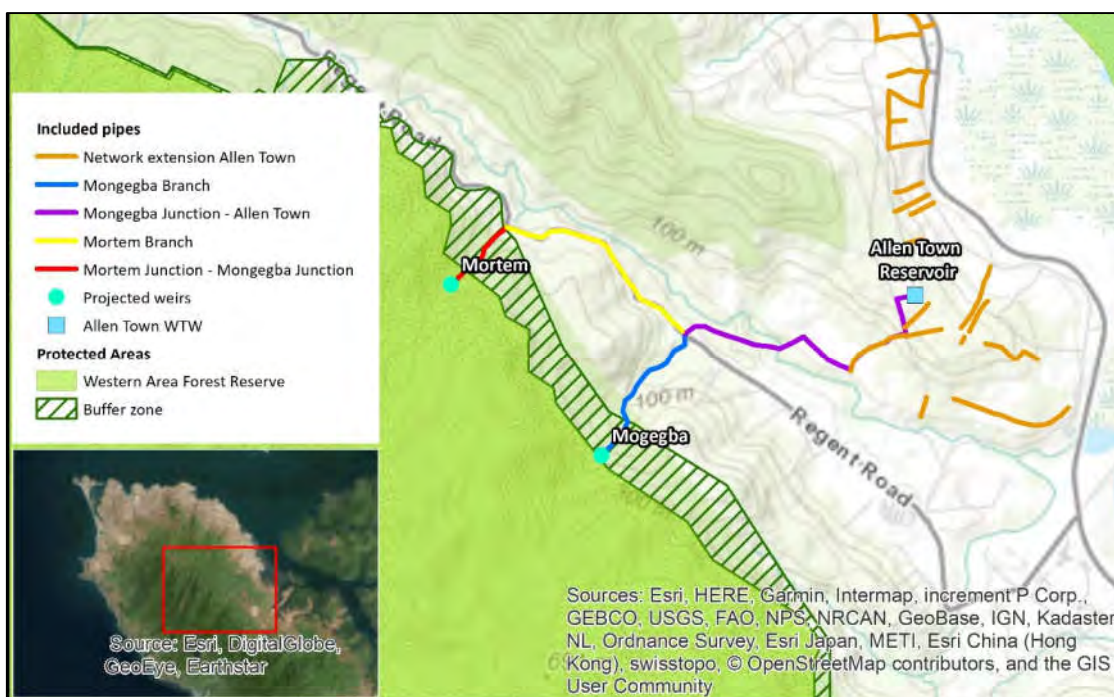 Regent Road
Included pipes
Network extension Allen Town
Mongegba Branch
Mongegba Junction - Allen Town
Mortem Branch
Mortem Junction - Mongegba Junction
Projected weirs
Allen Town WTW
Protected Areas
Western Area Forest Reserve
Buffer zone
100 m
Allen Town
Reservoir
Mortem
100 m
Mogegba
Regent Road
Source: Esri, DigitalGlobe,
GeoEye, Earthstar
Sources: Esri, HERE, Garmin, Intermap, increment P Corp.,
GEBCO, USGS, FAO, NPS, NRCAN, GeoBase, IGN, Kadaster
NL, Ordnance Survey, Esri Japan, METI, Esri China (Hong
Kong), swisstopo, © OpenStreetMap contributors, and the GIS
User Community